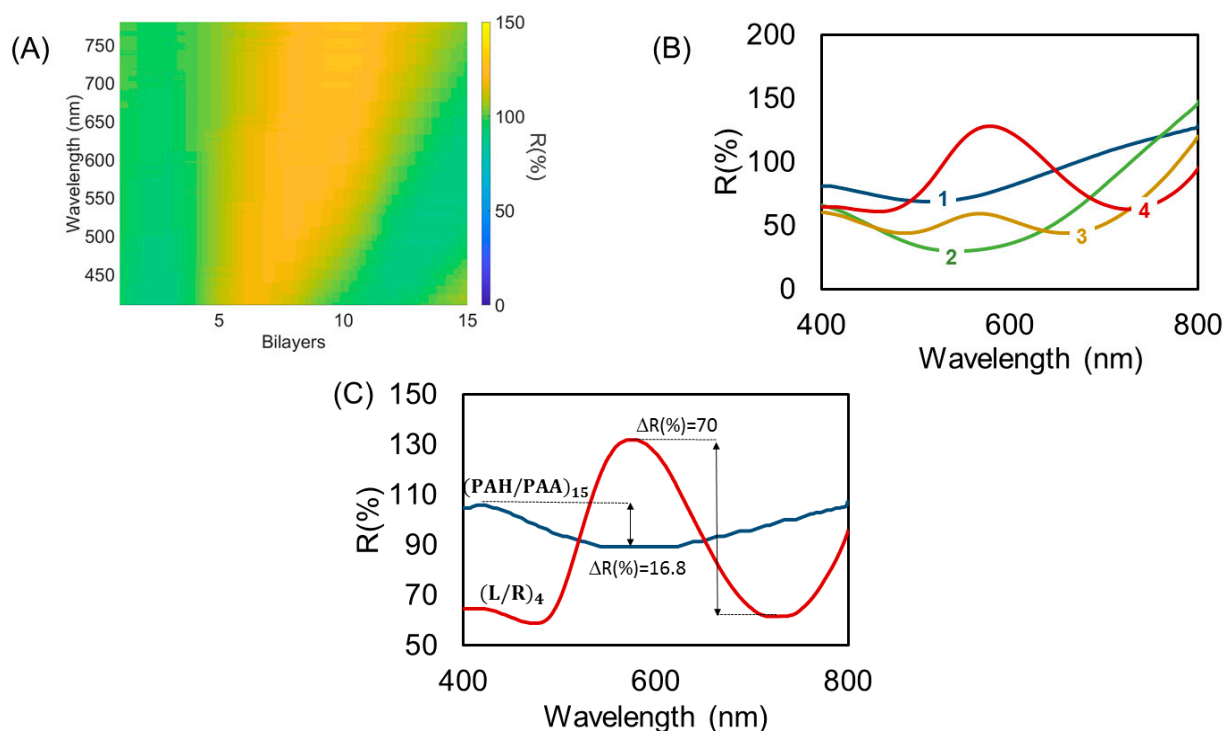 (A)
750
700
650
600
550
500
450
Wavelength (nm)
5
10
15
Bilayers
150
100
50
0
R(%)
(B)
200
150
100
50
0
R(%)
1
2
3
4
400
600
800
Wavelength (nm)
(C)
150
130
110
90
70
50
R(%)
ΔR(%)=70
(PAH/PAA)15
ΔR(%)=16.8
(L/R)4
400
600
800
Wavelength (nm)